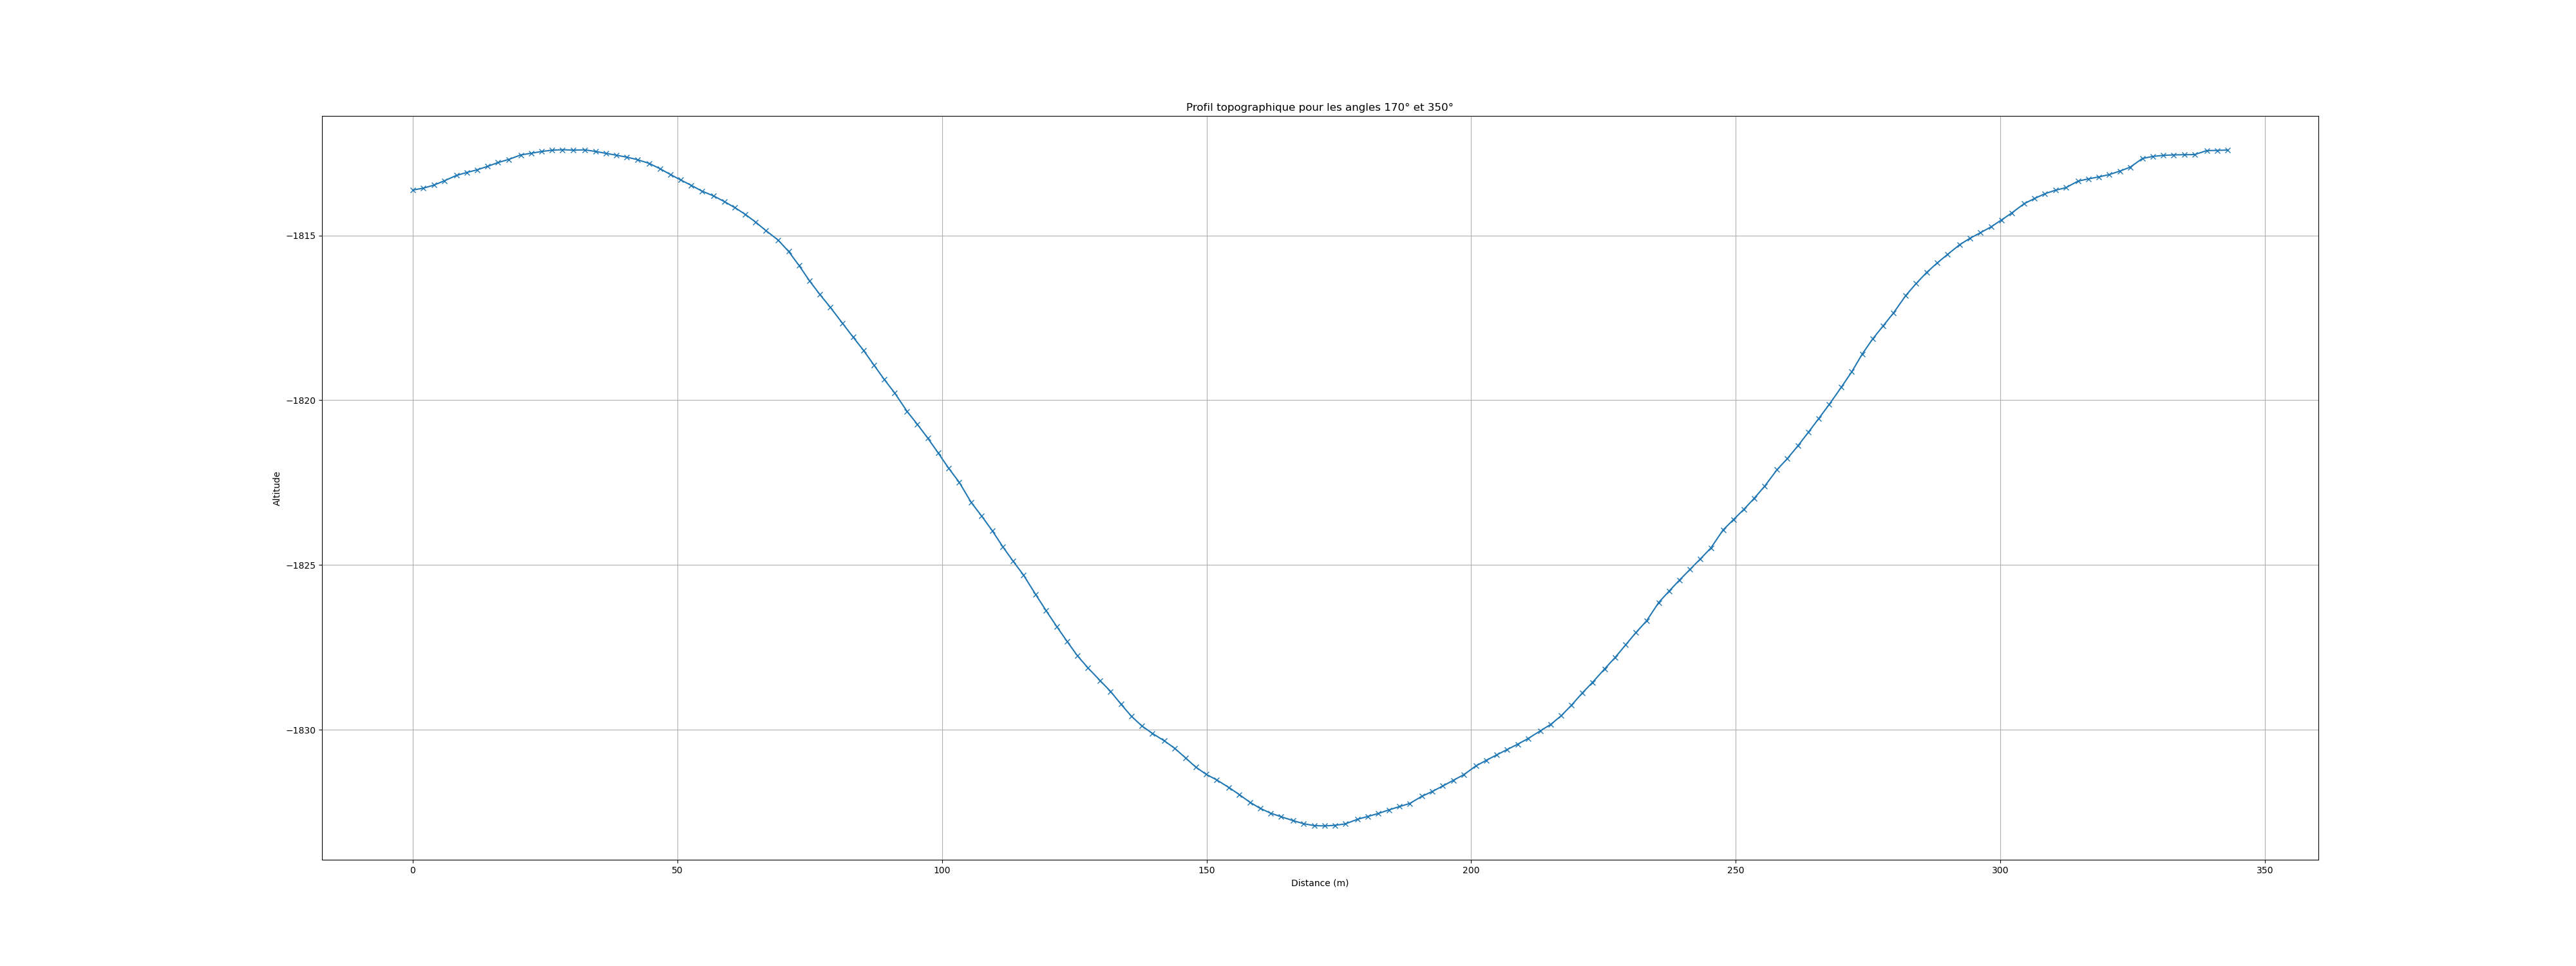 Profil topographique pour les angles 170° et 350°
−1815
−1820
−1825
−1830
Altitude
0 50 100 150 200 250 300 350
Distance (m)